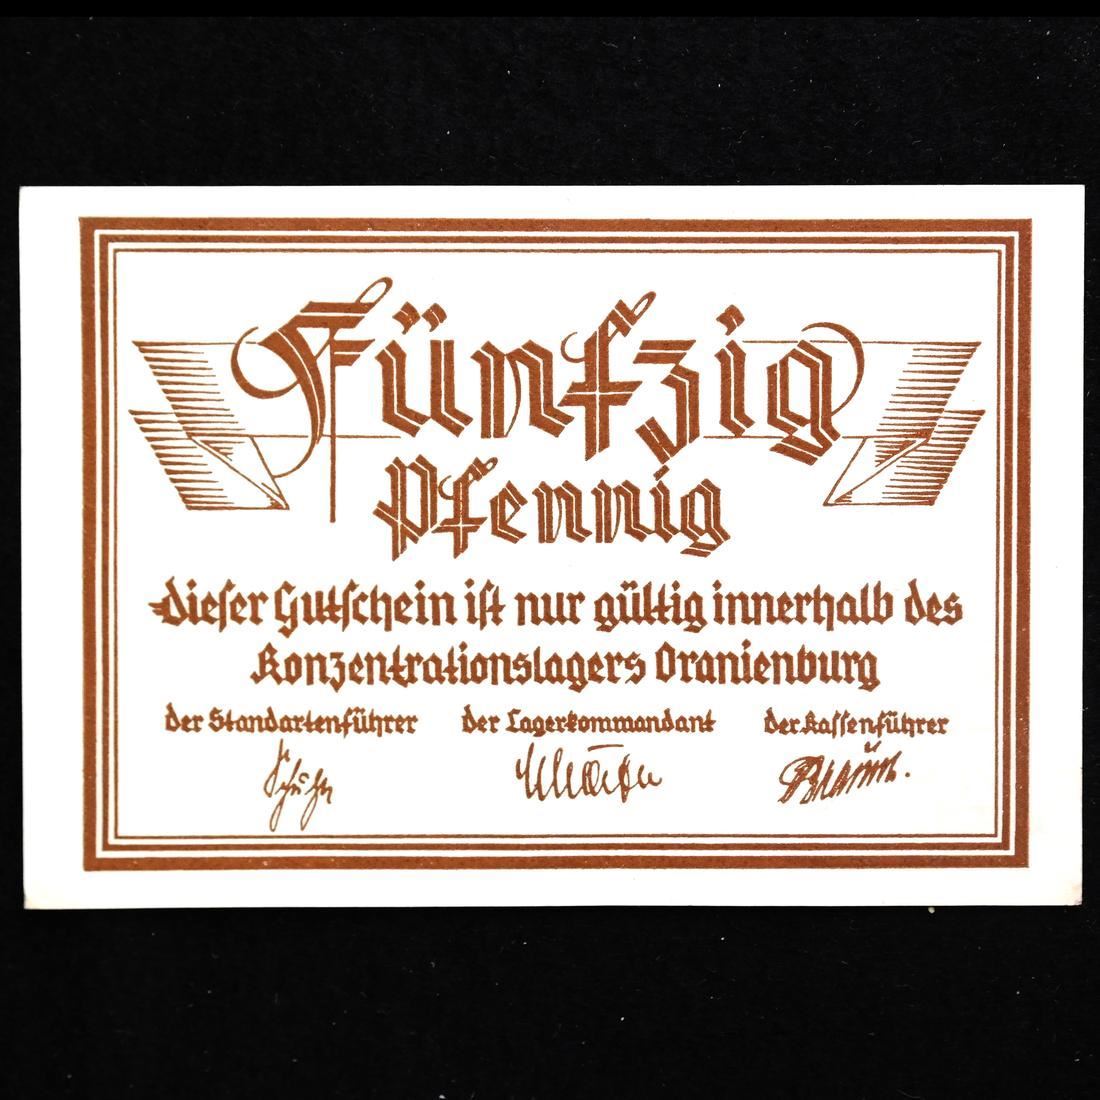 Fünfzig
Pfennig
dieser Gutschein ist nur gültig innerhalb des
Konzentrationslagers Oranienburg
der Standartenführer der Lagerkommandant der Kassenführer